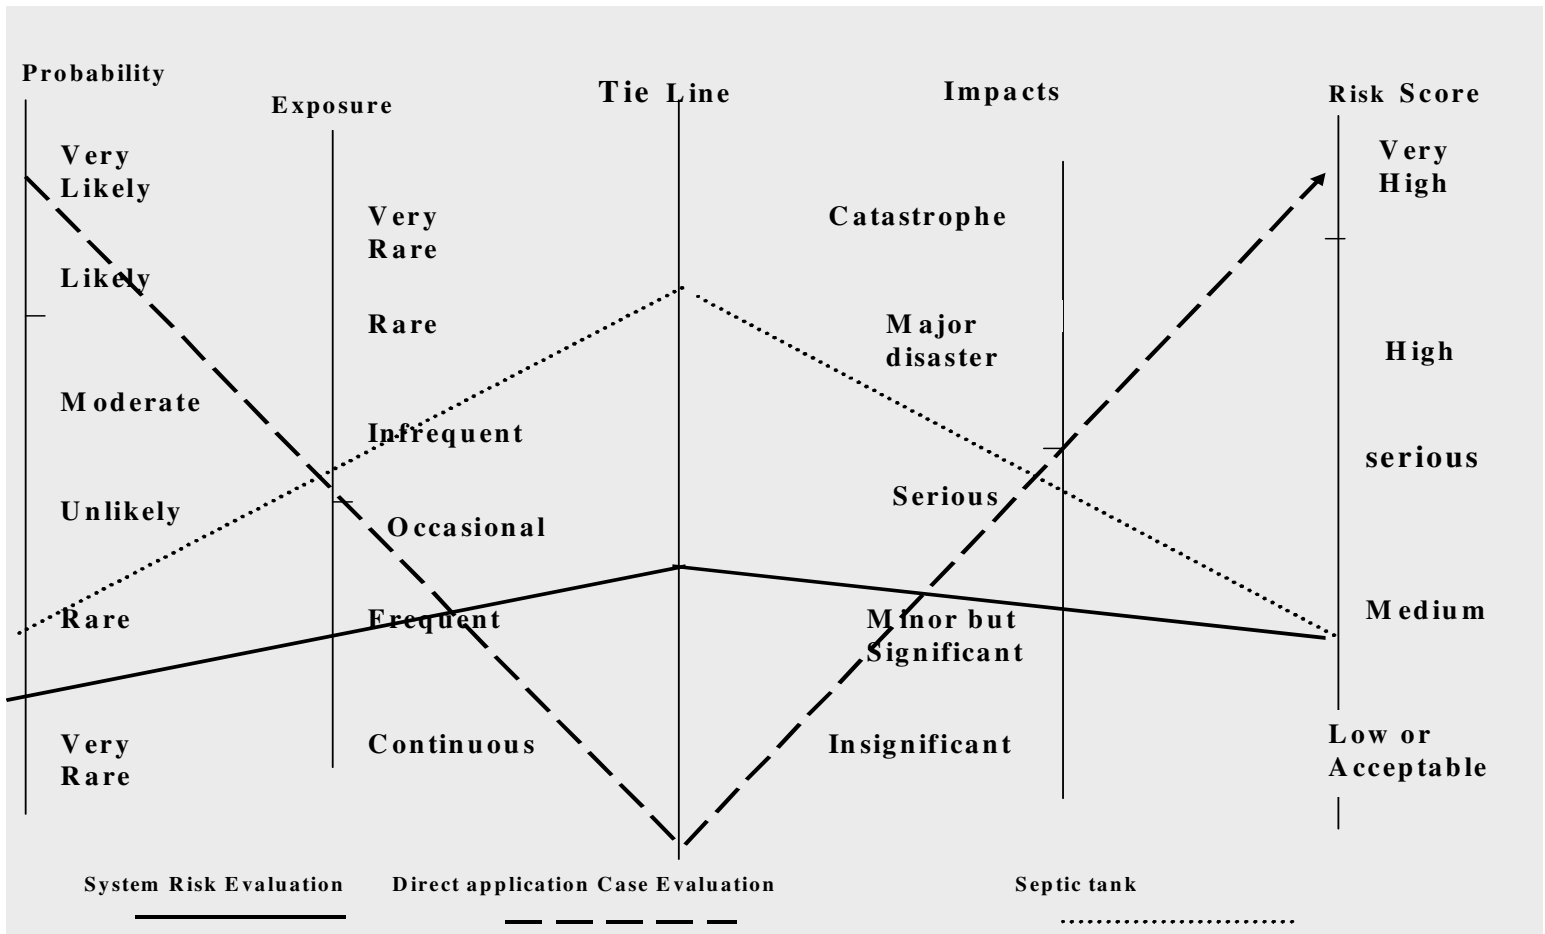 Probability
Exposure
Tie Line
Impacts
Risk Score
Very
Likely
Likely
Moderate
Unlikely
Rare
Very
Rare
Very
Rare
Rare
Infrequent
Occasional
Frequent
Continuous
Catastrophe
Major
disaster
Serious
Minor but
Significant
Insignificant
Very
High
High
serious
Medium
Low or
Acceptable
System Risk Evaluation
Direct application Case Evaluation
Septic tank